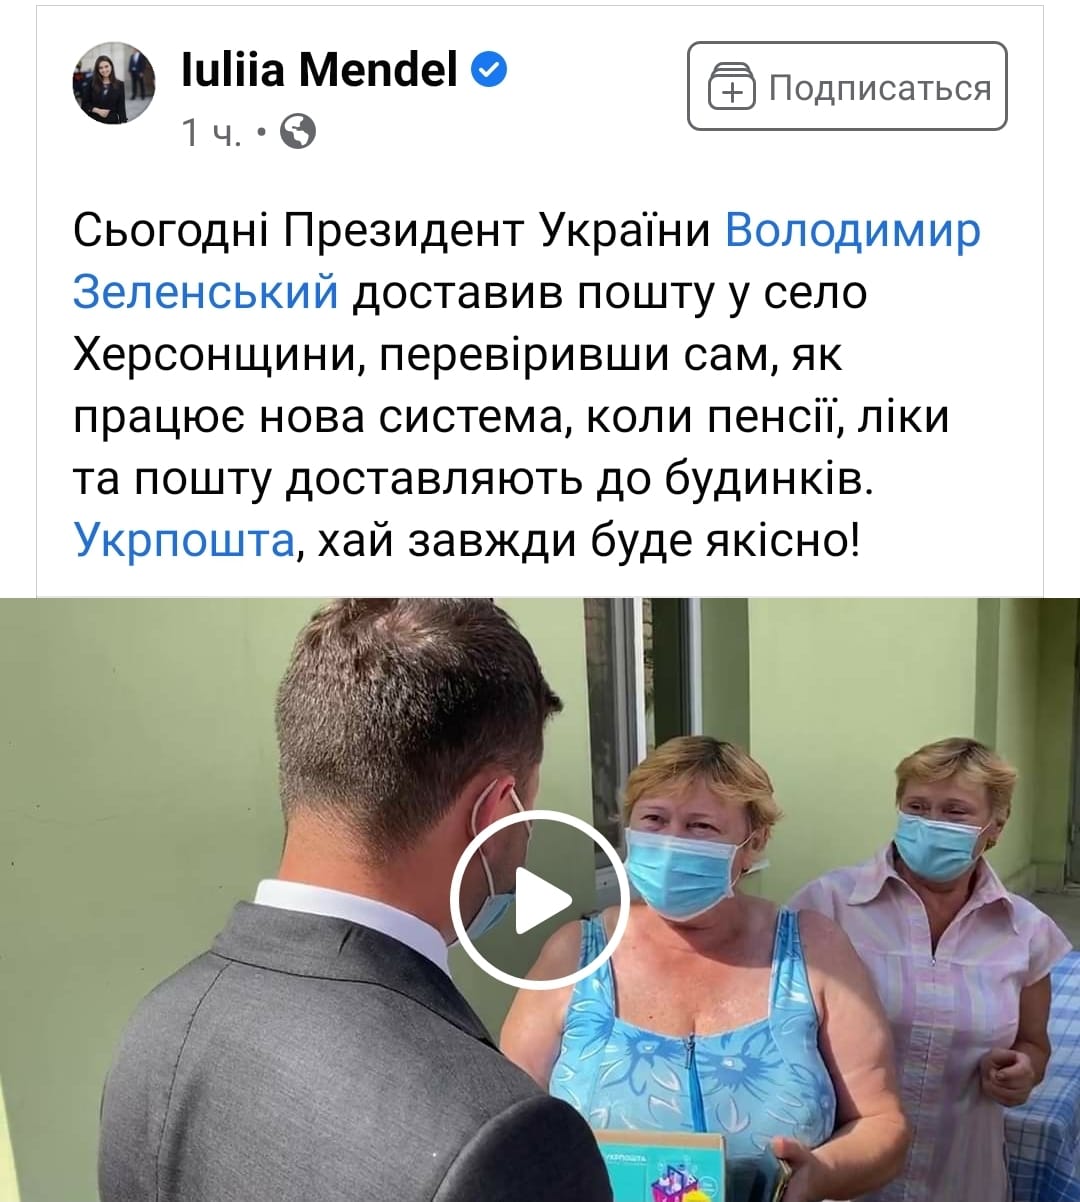 Iuliia Mendel
1 ч. •
Подписаться
Сьогодні Президент України Володимир
Зеленський доставив пошту у село
Херсонщини, перевіривши сам, як
працює нова система, коли пенсії, ліки
та пошту доставляють до будинків.
Укрпошта, хай завжди буде якісно!
УКРПОШТА